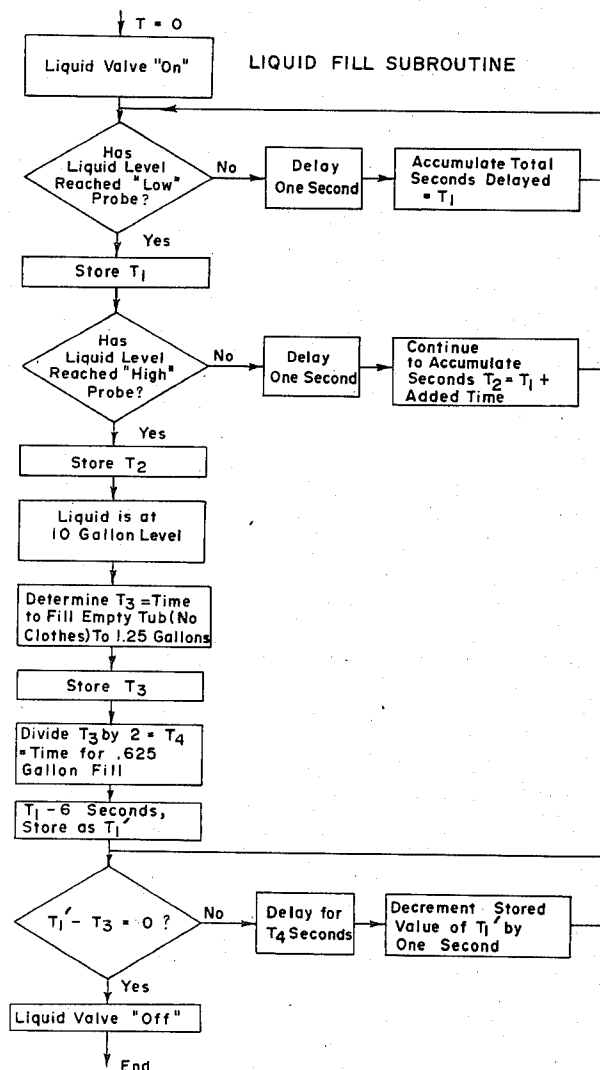 T = 0
Liquid Valve "On"
LIQUID FILL SUBROUTINE
Has
Liquid Level
Reached "Low"
Probe?
No
Delay
One Second
Accumulate Total
Seconds Delayed
= T1
Yes
Store T1
Has
Liquid Level
Reached "High"
Probe?
No
Delay
One Second
Continue
to Accumulate
Seconds T2 = T1 +
Added Time
Yes
Store T2
Liquid is at
10 Gallon Level
Determine T3 = Time
to Fill Empty Tub (No
Clothes) To 1.25 Gallons
Store T3
Divide T3 by 2 = T4
= Time for .625
Gallon Fill
T1 - 6 Seconds,
Store as T1'
T1' - T3 = 0 ?
No
Delay for
T4 Seconds
Decrement Stored
Value of T1' by
One Second
Yes
Liquid Valve "Off"
End